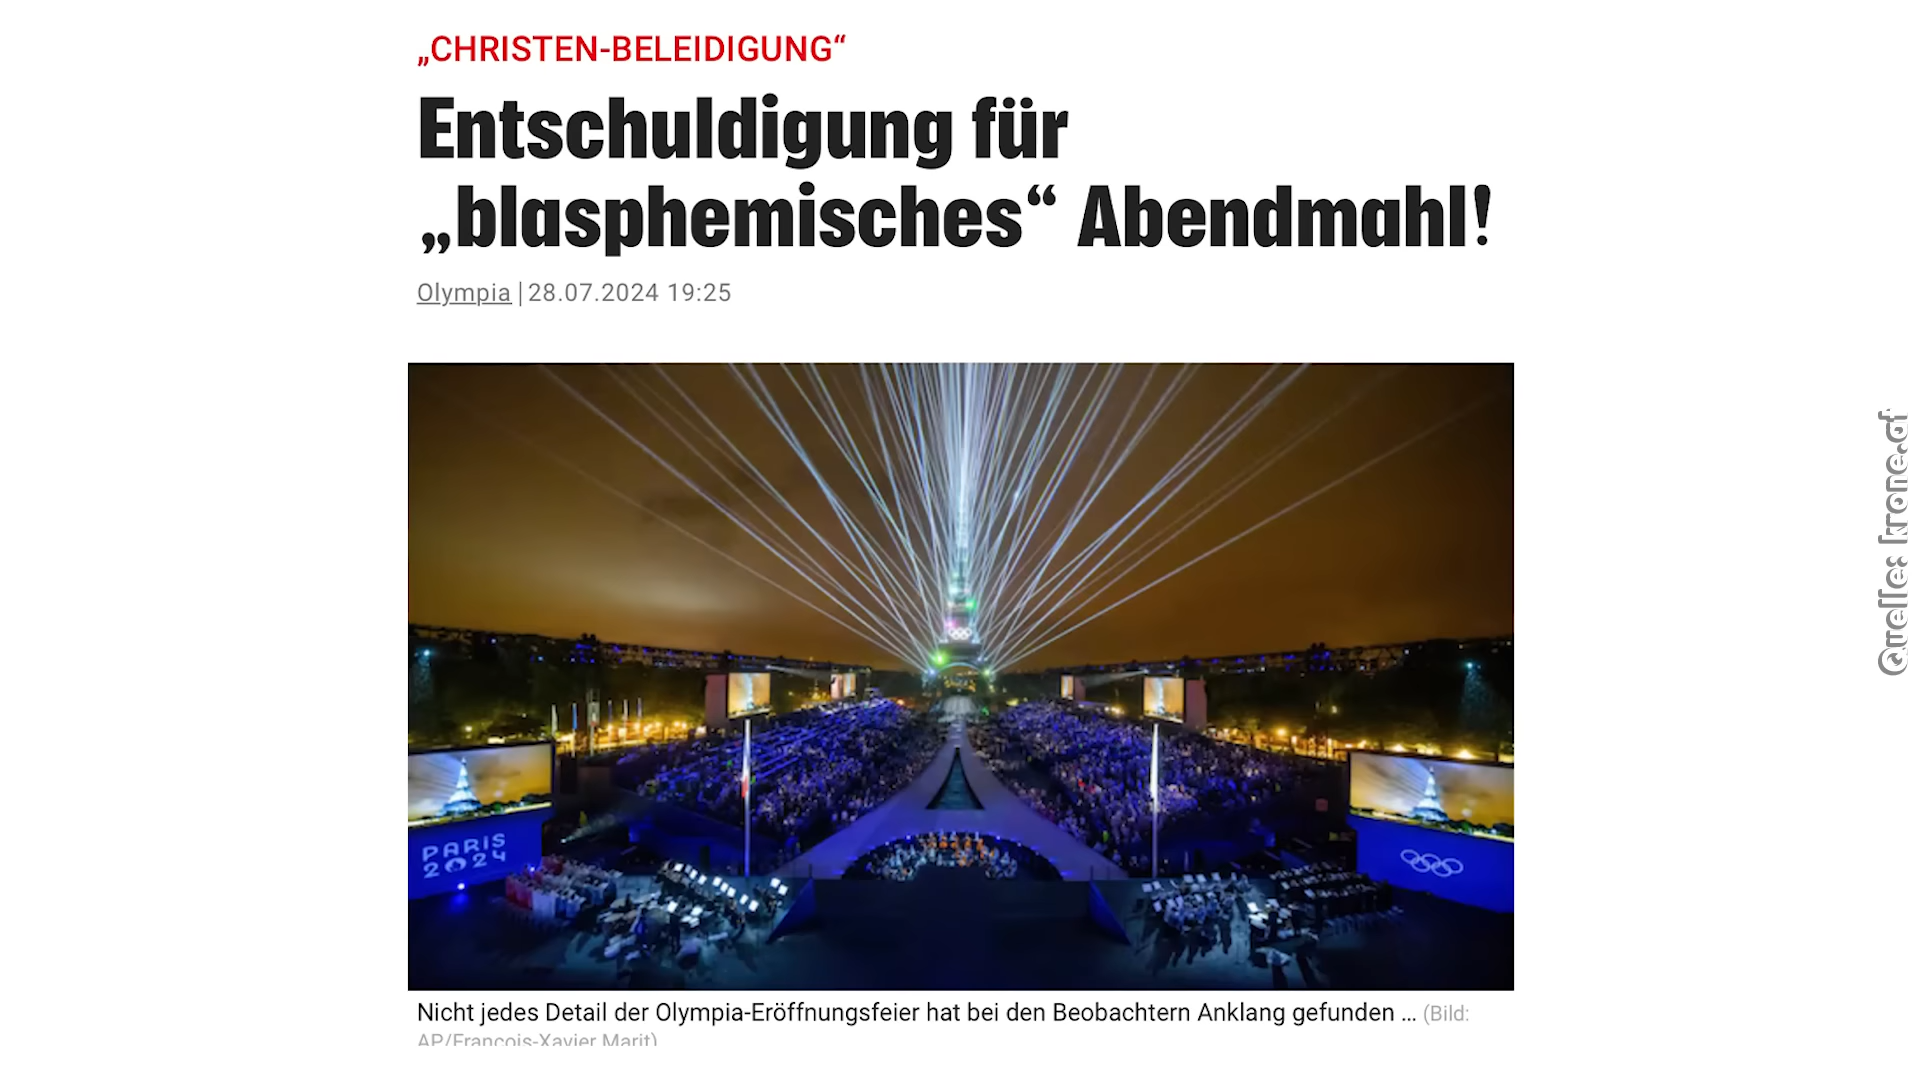 „CHRISTEN-BELEIDIGUNG“
Entschuldigung für
„blasphemisches“ Abendmahl!
Olympia | 28.07.2024 19:25
PARIS
2024
Nicht jedes Detail der Olympia-Eröffnungsfeier hat bei den Beobachtern Anklang gefunden ... (Bild:
AP/Francois-Xavier Marit)
Quelle: krone.at